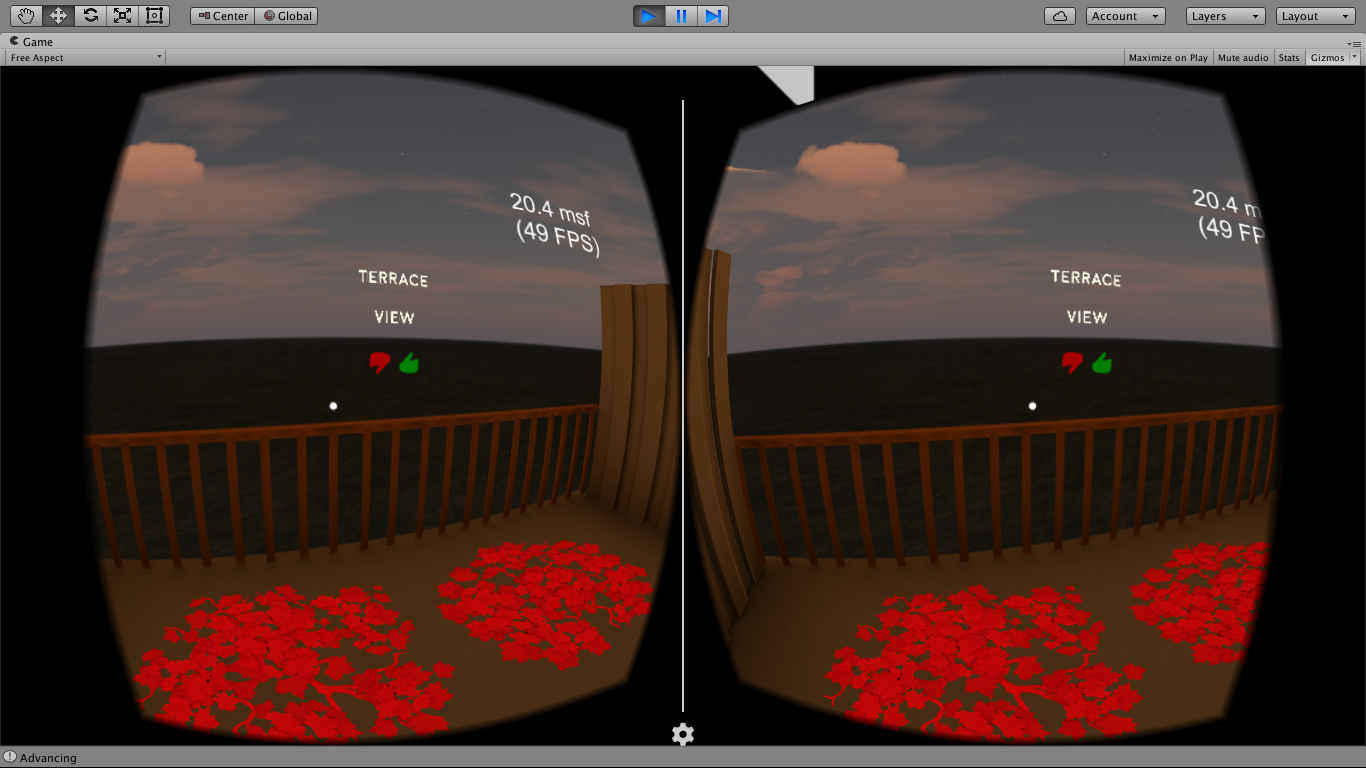 Center
Global
Account
Layers
Layout
Game
Free Aspect
Maximize on Play
Mute audio
Stats
Gizmos
20.4 msf
(49 FPS)
TERRACE
VIEW
20.4 m
(49 FP
TERRACE
VIEW
Advancing